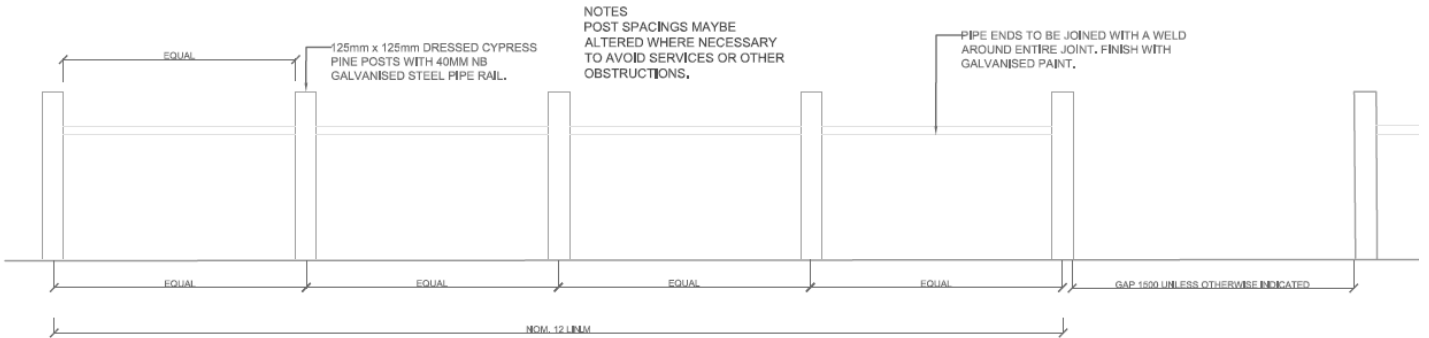 NOTES
POST SPACINGS MAYBE
ALTERED WHERE NECESSARY
TO AVOID SERVICES OR OTHER
OBSTRUCTIONS.
EQUAL
125mm x 125mm DRESSED CYPRESS
PINE POSTS WITH 40MM NB
GALVANISED STEEL PIPE RAIL.
PIPE ENDS TO BE JOINED WITH A WELD
AROUND ENTIRE JOINT. FINISH WITH
GALVANISED PAINT.
EQUAL
EQUAL
EQUAL
EQUAL
GAP 1500 UNLESS OTHERWISE INDICATED
NOM. 12 LIN.M